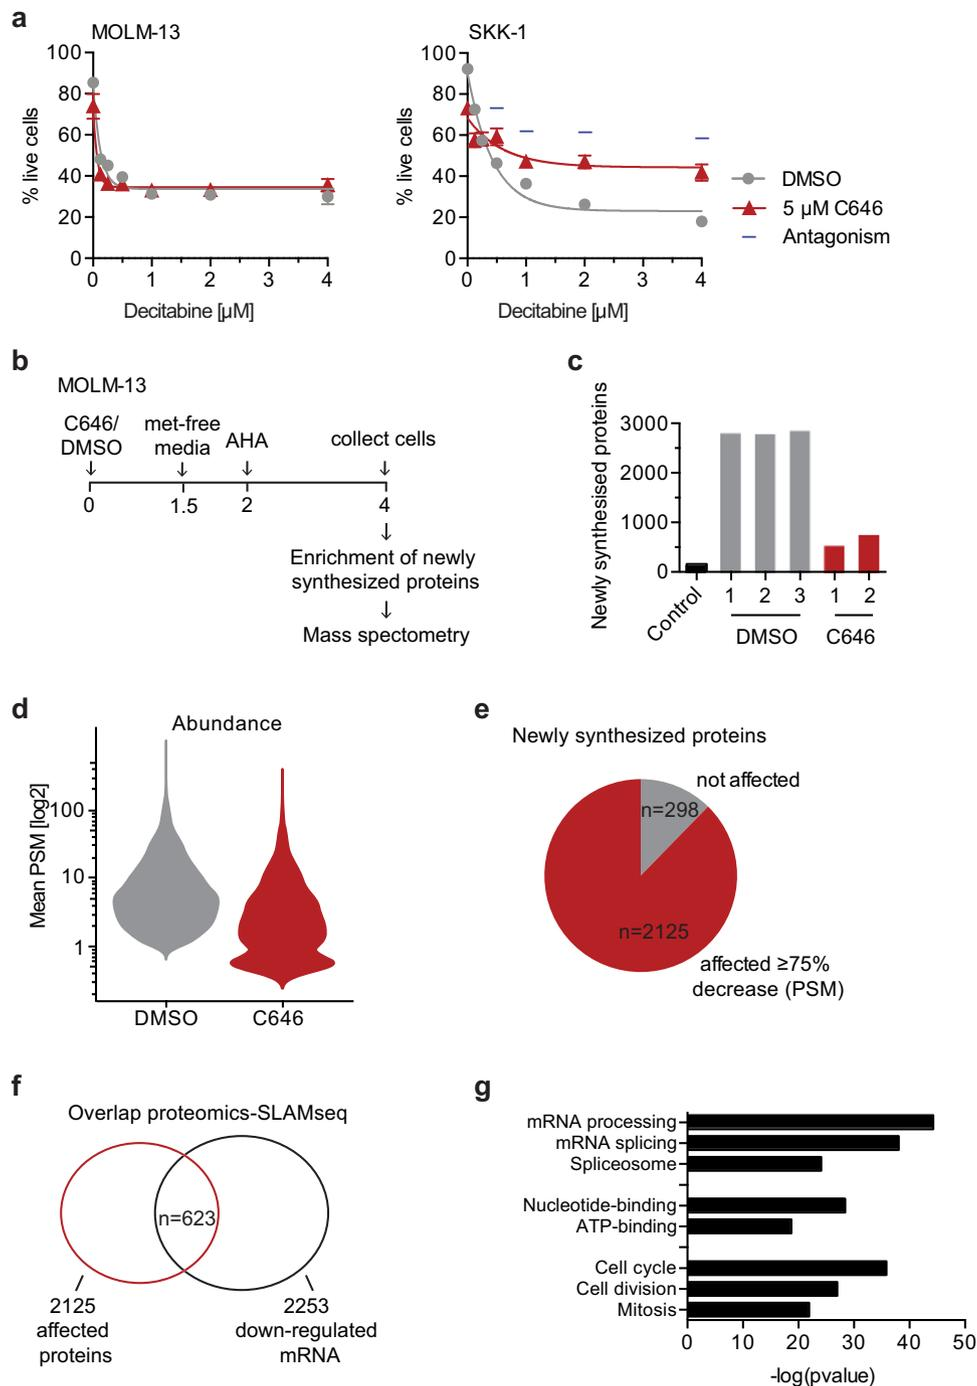 a
MOLM-13
% live cells
100
80
60
40
20
0
0
1
2
3
4
Decitabine [µM]
SKK-1
% live cells
100
80
60
40
20
0
0
1
2
3
4
Decitabine [µM]
DMSO
5 µM C646
Antagonism
b
MOLM-13
C646/
DMSO
met-free
media
AHA
collect cells
0
1.5
2
4
Enrichment of newly
synthesized proteins
Mass spectometry
c
Newly synthesised proteins
3000
2000
1000
0
Control
1
2
3
1
2
DMSO
C646
d
Abundance
Mean PSM [log2]
100
10
1
DMSO
C646
e
Newly synthesized proteins
not affected
n=298
n=2125
affected ≥75%
decrease (PSM)
f
Overlap proteomics-SLAMseq
n=623
2125
affected
proteins
2253
down-regulated
mRNA
g
mRNA processing
mRNA splicing
Spliceosome
Nucleotide-binding
ATP-binding
Cell cycle
Cell division
Mitosis
0
10
20
30
40
50
-log(pvalue)